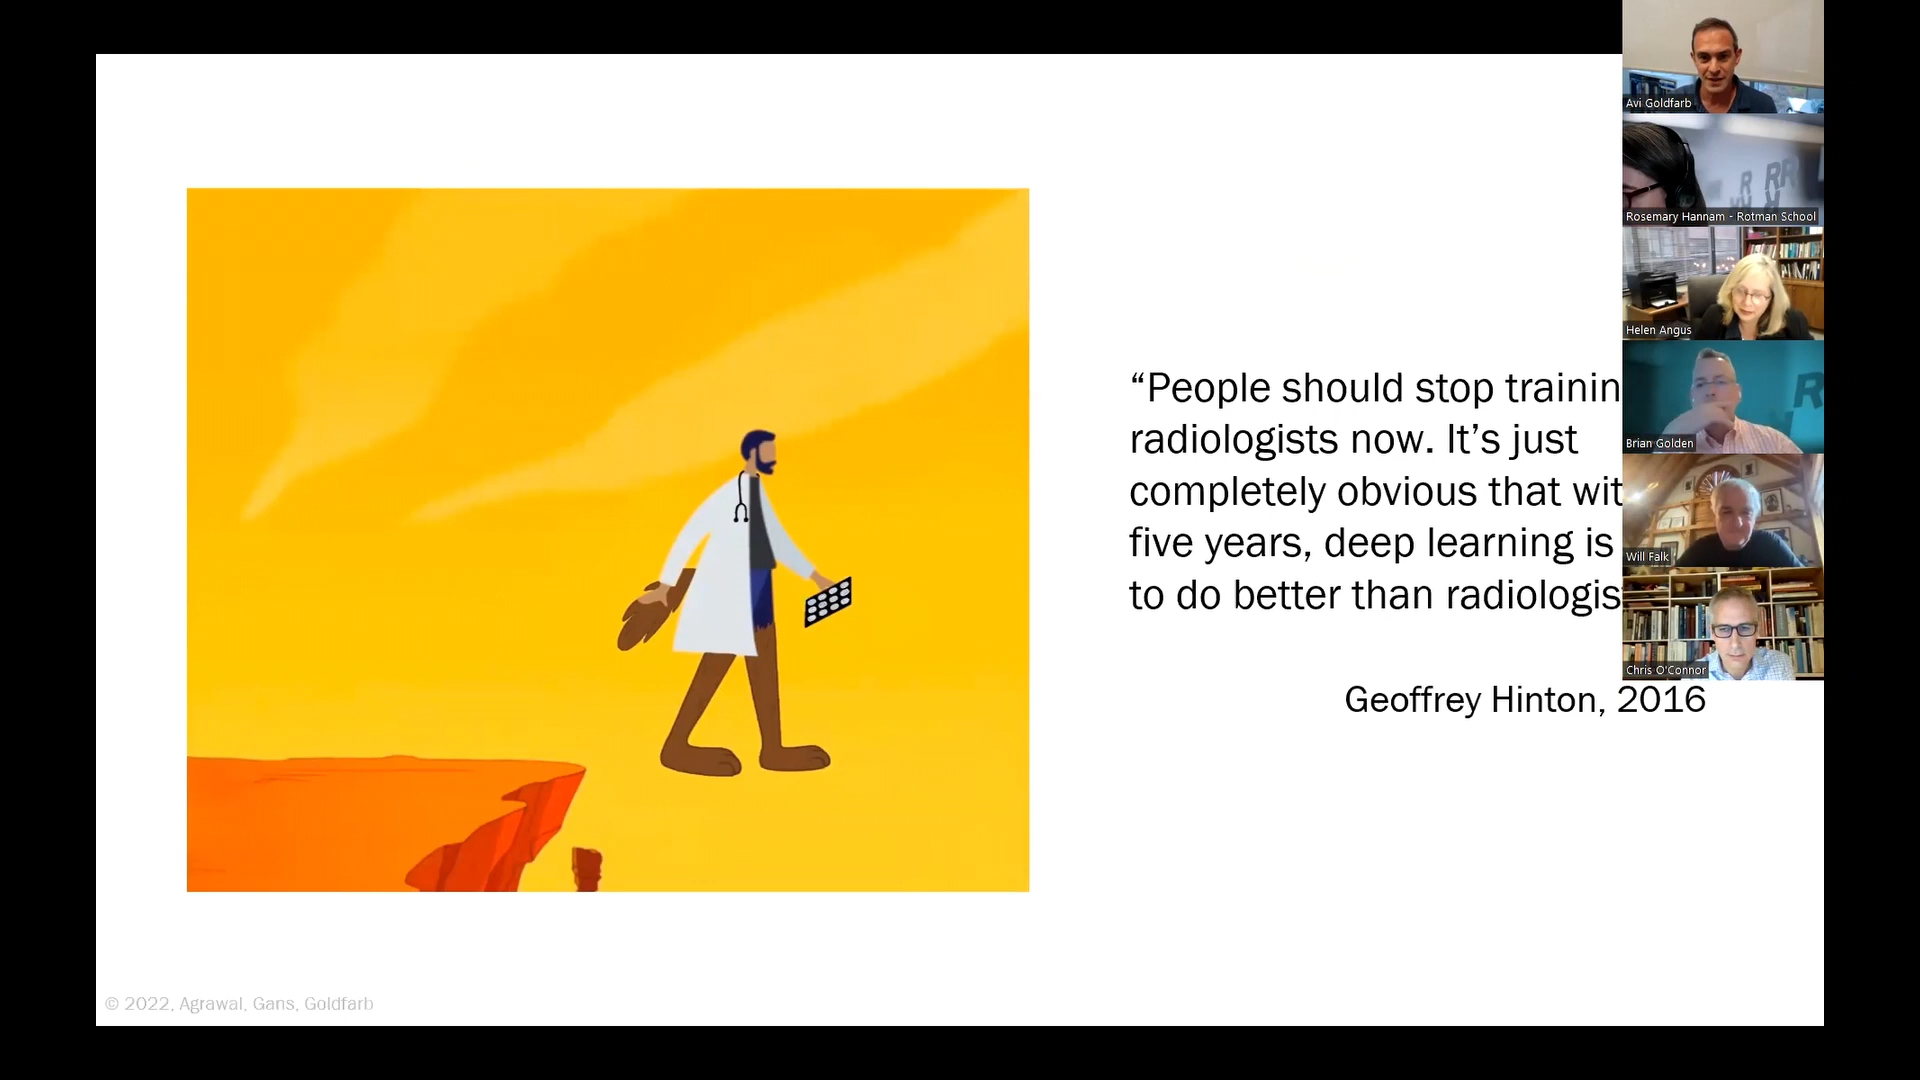 “People should stop trainin
radiologists now. It’s just
completely obvious that wit
five years, deep learning is
to do better than radiologis
Geoffrey Hinton, 2016
© 2022, Agrawal, Gans, Goldfarb
Avi Goldfarb
Rosemary Hannam - Rotman School
Helen Angus
Brian Golden
Will Falk
Chris O'Connor